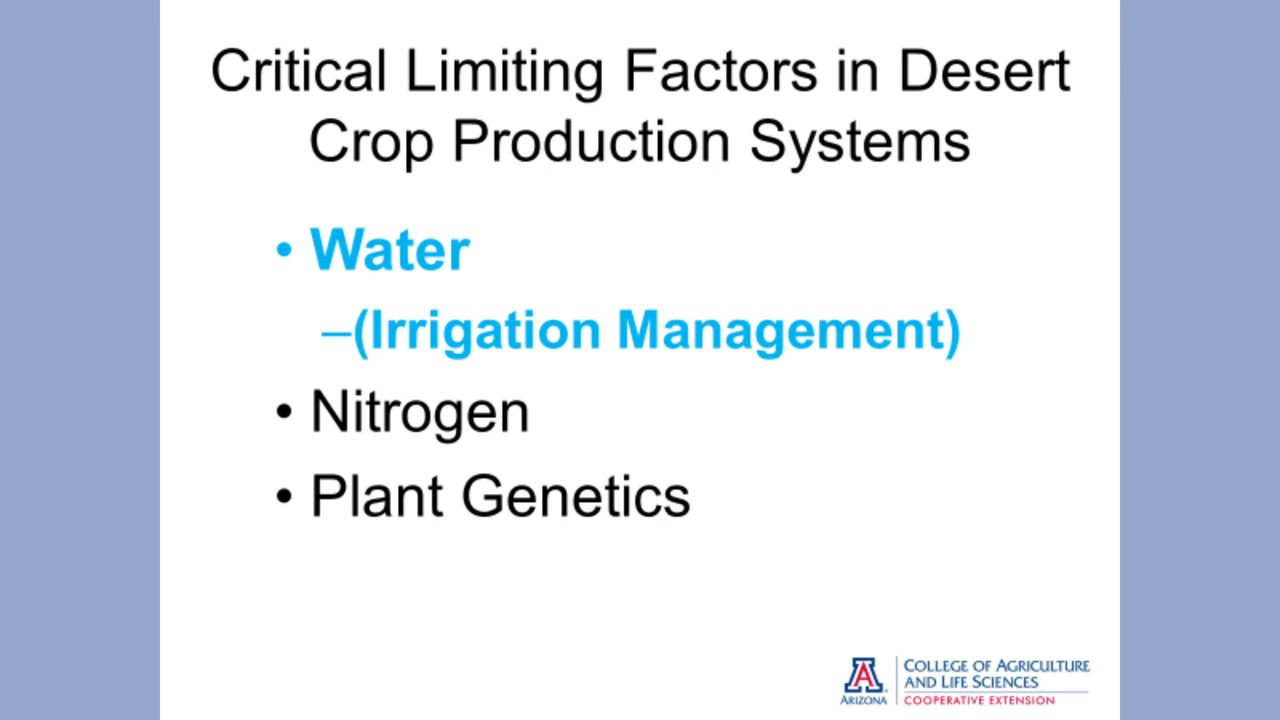 Critical Limiting Factors in Desert
Crop Production Systems
• Water
–(Irrigation Management)
• Nitrogen
• Plant Genetics
A
ARIZONA
COLLEGE OF AGRICULTURE
AND LIFE SCIENCES
COOPERATIVE EXTENSION